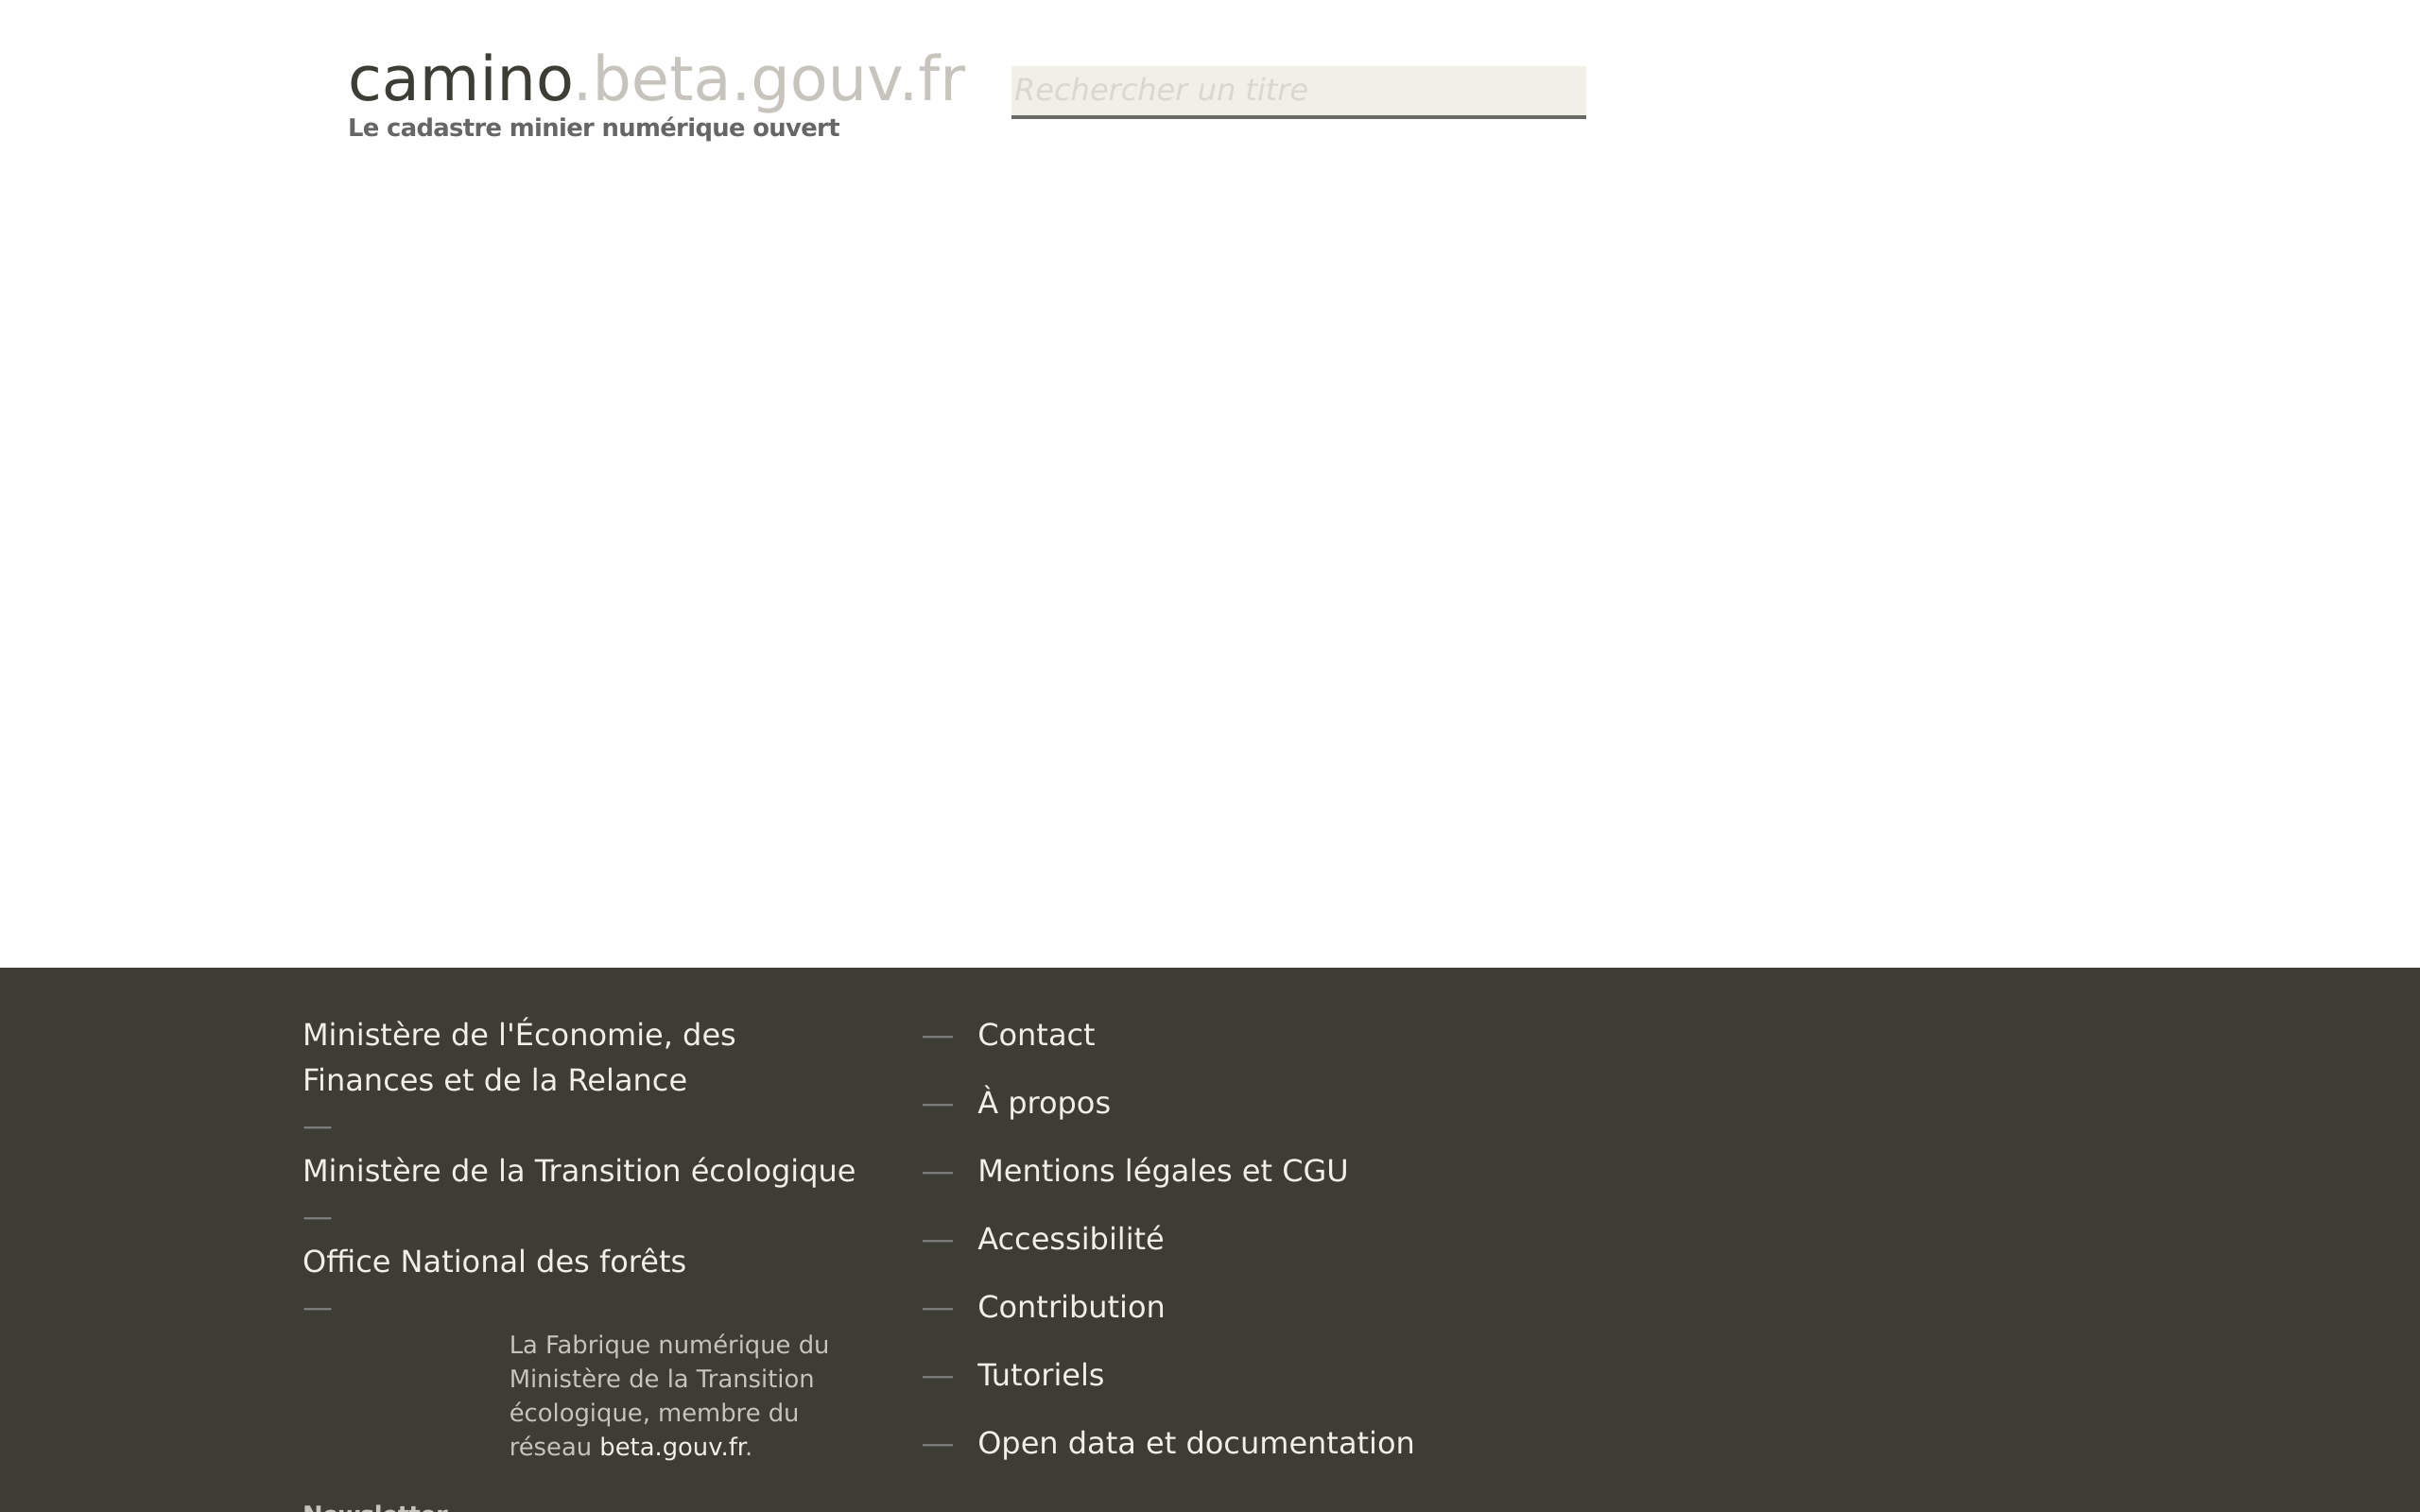 camino.beta.gouv.fr
Le cadastre minier numérique ouvert
Rechercher un titre
Ministère de l'Économie, des
Finances et de la Relance
—
Ministère de la Transition écologique
—
Office National des forêts
—
La Fabrique numérique du
Ministère de la Transition
écologique, membre du
réseau beta.gouv.fr.
Newsletter
— Contact
— À propos
— Mentions légales et CGU
— Accessibilité
— Contribution
— Tutoriels
— Open data et documentation